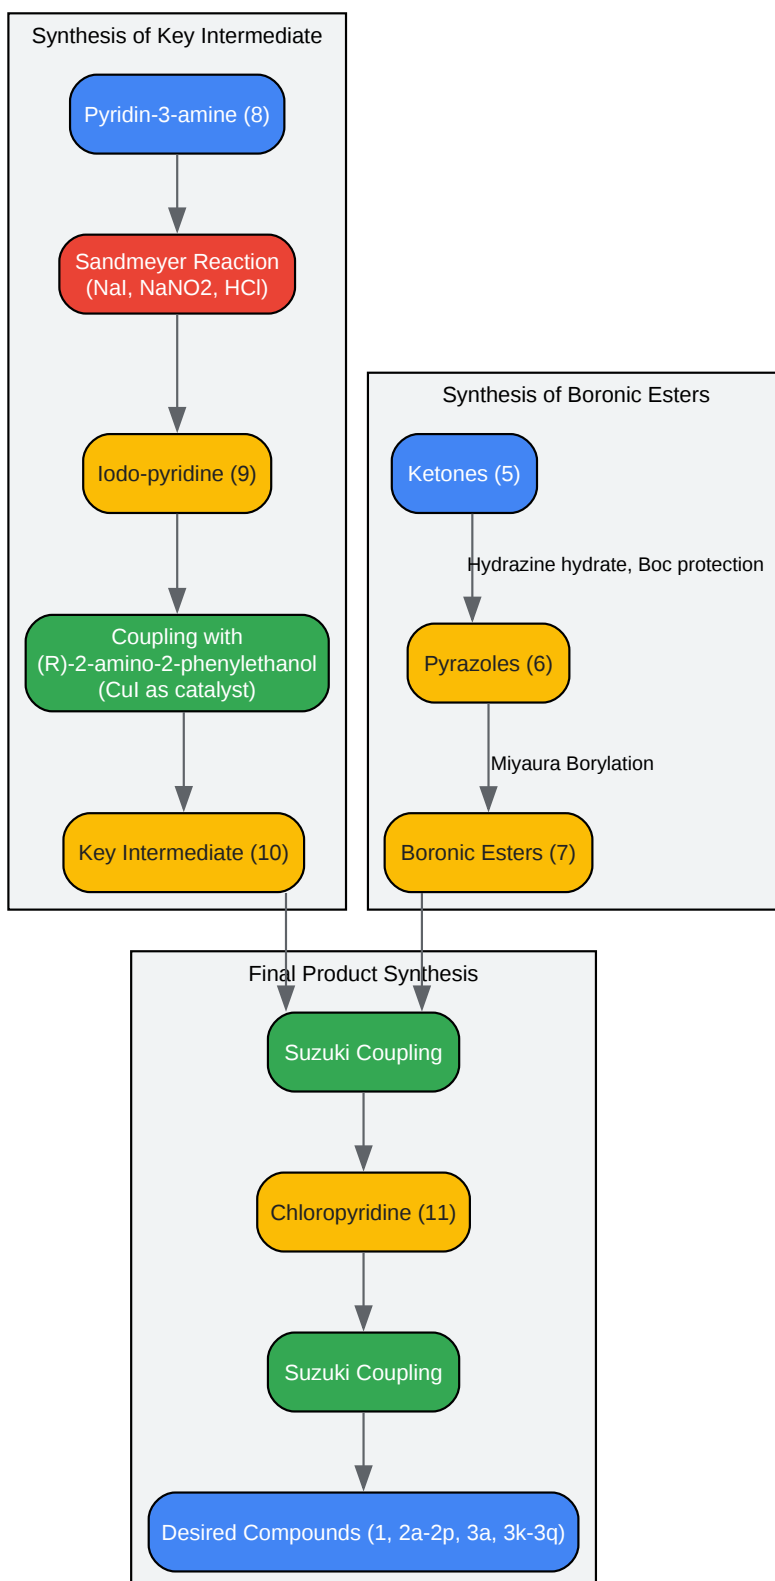 Synthesis of Key Intermediate
Pyridin-3-amine (8)
Sandmeyer Reaction
(NaI, NaNO2, HCl)
Iodo-pyridine (9)
Coupling with
(R)-2-amino-2-phenylethanol
(CuI as catalyst)
Key Intermediate (10)
Synthesis of Boronic Esters
Ketones (5)
Hydrazine hydrate, Boc protection
Pyrazoles (6)
Miyaura Borylation
Boronic Esters (7)
Final Product Synthesis
Suzuki Coupling
Chloropyridine (11)
Suzuki Coupling
Desired Compounds (1, 2a-2p, 3a, 3k-3q)